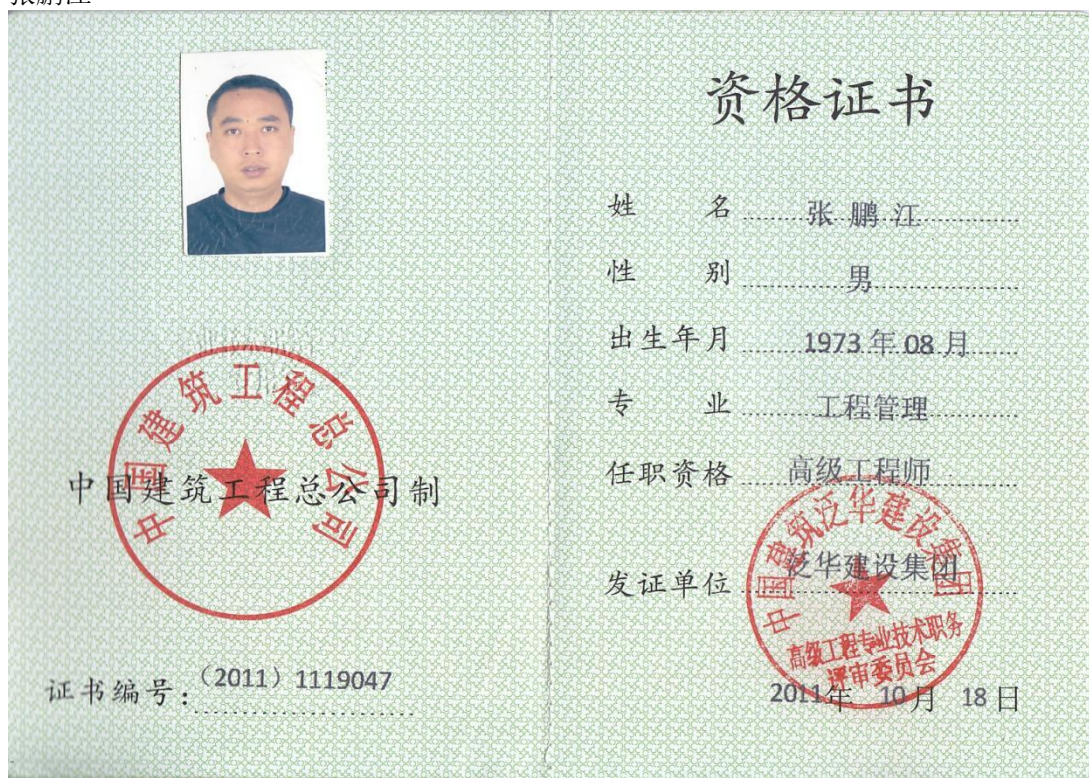 张鹏江
中国建筑工程总公司
中国建筑工程总公司制
证书编号：（2011）1119047
资格证书
姓 名 张鹏江
性 别 男
出生年月 1973年08月
专 业 工程管理
任职资格 高级工程师
发证单位 泛华建设集团
中国建筑泛华建设集团
高级工程专业技术职务
评审委员会
2011年 10月 18日